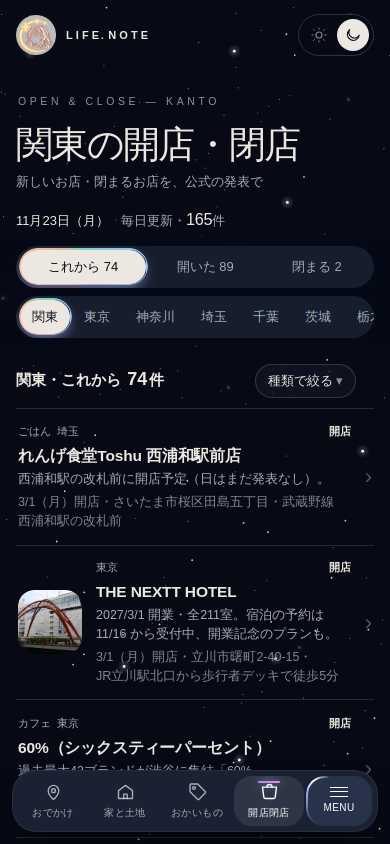 LIFE.NOTE
OPEN & CLOSE — KANTO
関東の開店・閉店
新しいお店・閉まるお店を、公式の発表で
11月23日（月） 毎日更新・165件
これから 74 開いた 89 閉まる 2
関東 東京 神奈川 埼玉 千葉 茨城
関東・これから 74件 種類で絞る ▾
ごはん 埼玉 開店
れんげ食堂Toshu 西浦和駅前店
西浦和駅の改札前に開店予定（日はまだ発表なし）。
3/1（月）開店・さいたま市桜区田島五丁目・武蔵野線
西浦和駅の改札前
東京 開店
THE NEXTT HOTEL
2027/3/1 開業・全211室。宿泊の予約は
11/16 から受付中、開業記念のプランも。
3/1（月）開店・立川市曙町2-40-15・
JR立川駅北口から歩行者デッキで徒歩5分
カフェ 東京 開店
60%（シックスティーパーセント）
おでかけ 家と土地 おかいもの 開店閉店 MENU